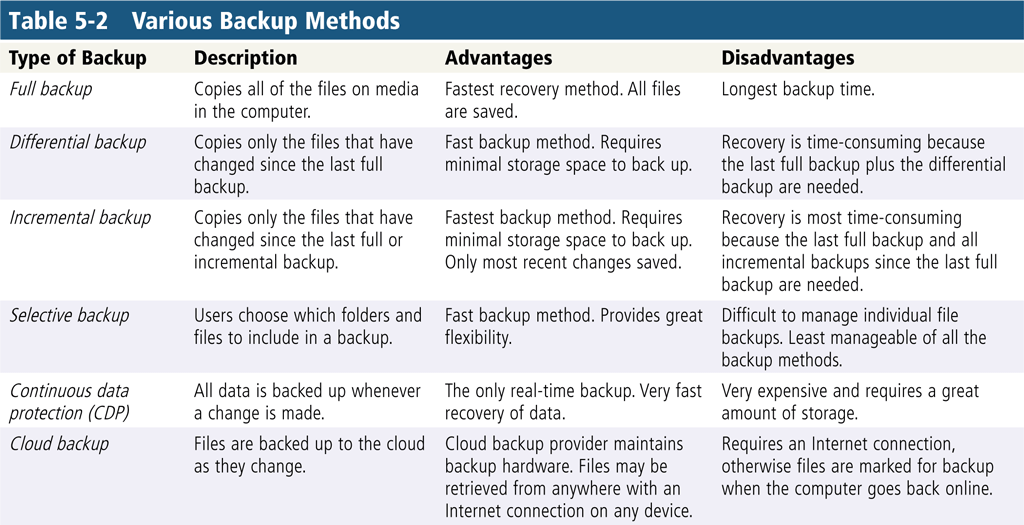 Table 5-2 Various Backup Methods
Type of Backup Description Advantages Disadvantages
Full backup
Copies all of the files on media
in the computer.
Fastest recovery method. All files
are saved.
Longest backup time.
Differential backup
Copies only the files that have
changed since the last full
backup.
Fast backup method. Requires
minimal storage space to back up.
Recovery is time-consuming because
the last full backup plus the differential
backup are needed.
Incremental backup
Copies only the files that have
changed since the last full or
incremental backup.
Fastest backup method. Requires
minimal storage space to back up.
Only most recent changes saved.
Recovery is most time-consuming
because the last full backup and all
incremental backups since the last full
backup are needed.
Selective backup
Users choose which folders and
files to include in a backup.
Fast backup method. Provides great
flexibility.
Difficult to manage individual file
backups. Least manageable of all the
backup methods.
Continuous data
protection (CDP)
All data is backed up whenever
a change is made.
The only real-time backup. Very fast
recovery of data.
Very expensive and requires a great
amount of storage.
Cloud backup
Files are backed up to the cloud
as they change.
Cloud backup provider maintains
backup hardware. Files may be
retrieved from anywhere with an
Internet connection on any device.
Requires an Internet connection,
otherwise files are marked for backup
when the computer goes back online.